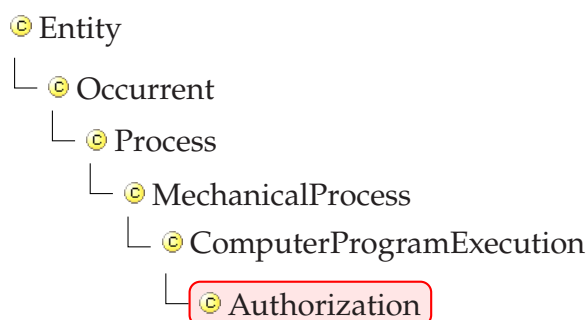 C Entity
C Occurrent
C Process
C MechanicalProcess
C ComputerProgramExecution
C Authorization